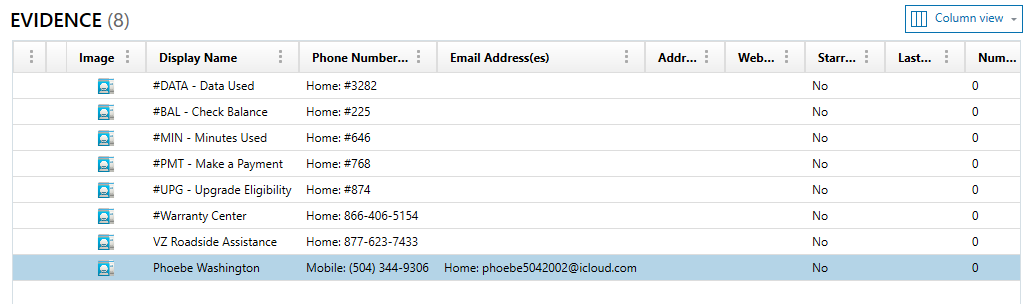 EVIDENCE (8) Column view
Image Display Name Phone Number... Email Address(es) Addr... Web... Starr... Last... Num...
#DATA - Data Used Home: #3282 No 0
#BAL - Check Balance Home: #225 No 0
#MIN - Minutes Used Home: #646 No 0
#PMT - Make a Payment Home: #768 No 0
#UPG - Upgrade Eligibility Home: #874 No 0
#Warranty Center Home: 866-406-5154 No 0
VZ Roadside Assistance Home: 877-623-7433 No 0
Phoebe Washington Mobile: (504) 344-9306 Home: phoebe5042002@icloud.com No 0